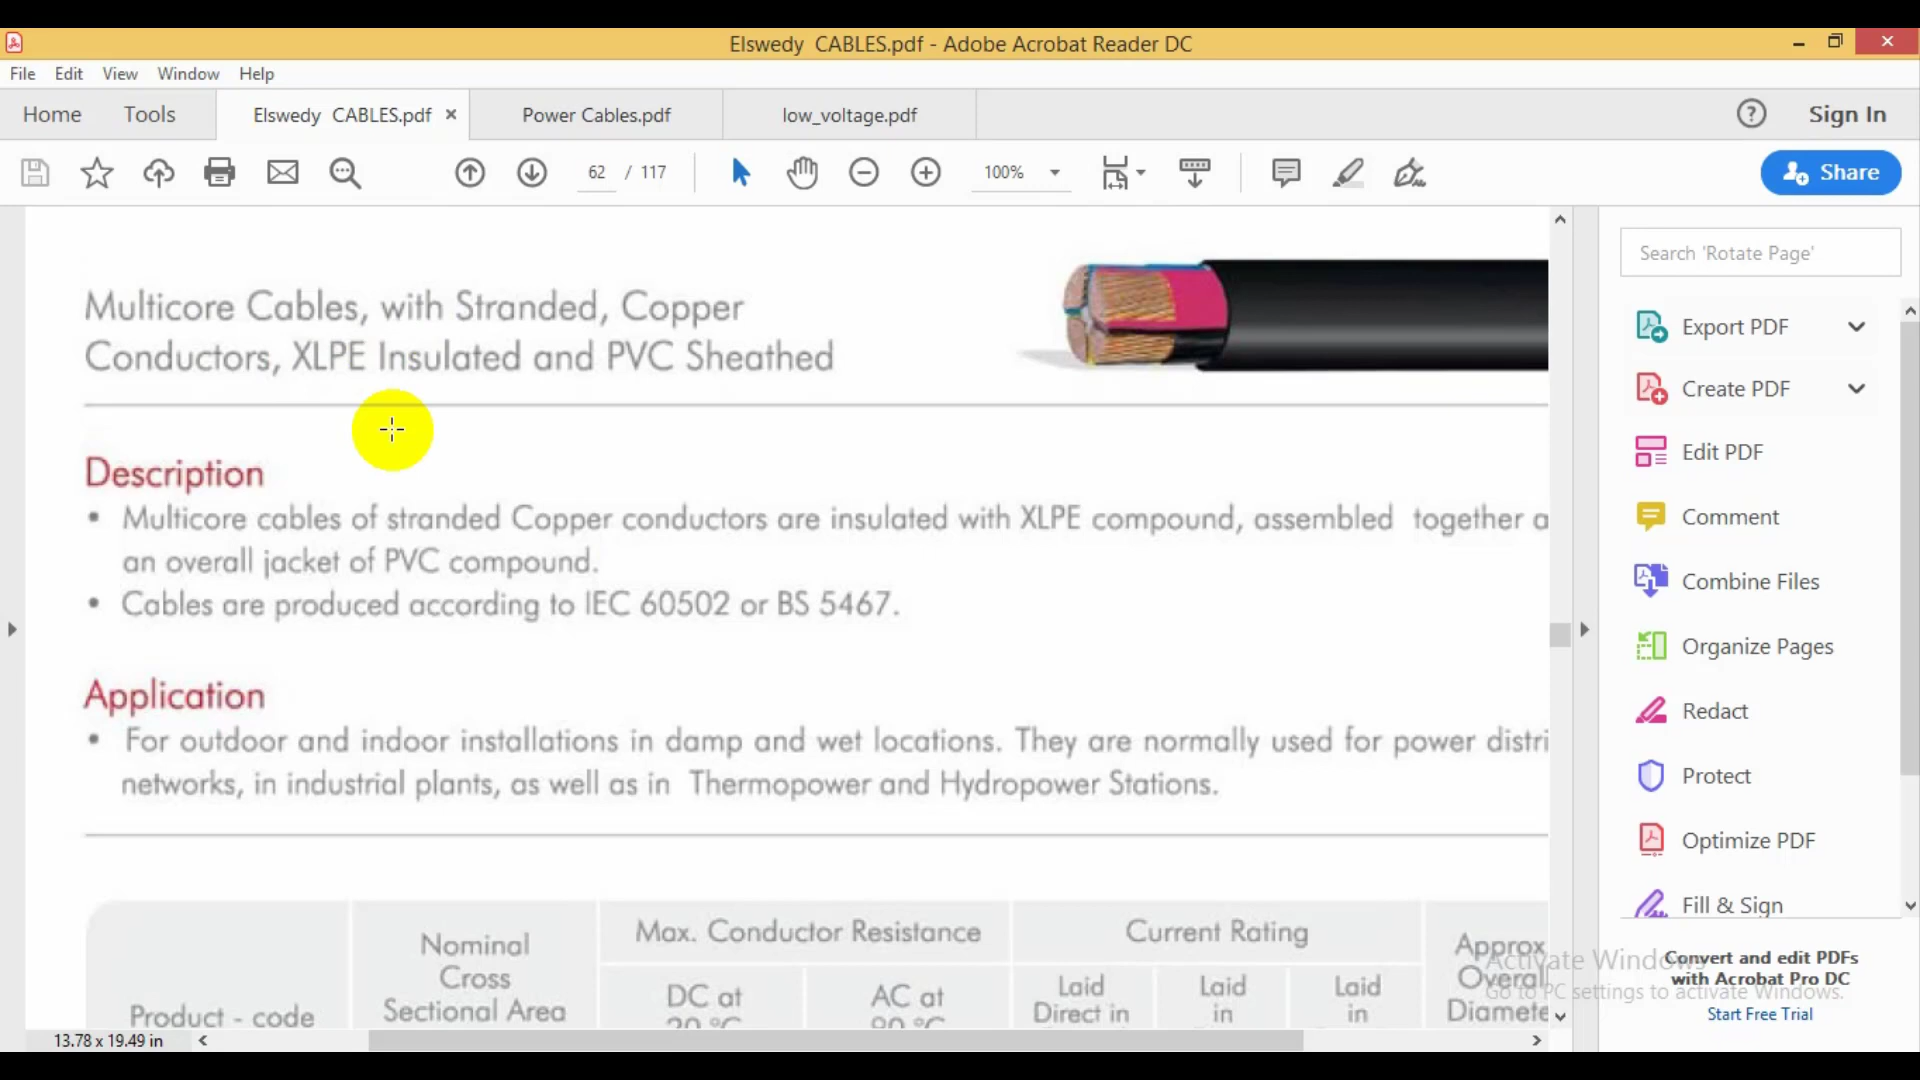 Elswedy CABLES.pdf - Adobe Acrobat Reader DC
File Edit View Window Help
Home Tools Elswedy CABLES.pdf × Power Cables.pdf low_voltage.pdf Sign In
62 / 117 100% Share
Search 'Rotate Page'
Multicore Cables, with Stranded, Copper
Conductors, XLPE Insulated and PVC Sheathed
Description
• Multicore cables of stranded Copper conductors are insulated with XLPE compound, assembled together a
an overall jacket of PVC compound.
• Cables are produced according to IEC 60502 or BS 5467.
Application
• For outdoor and indoor installations in damp and wet locations. They are normally used for power distri
networks, in industrial plants, as well as in Thermopower and Hydropower Stations.
Product - code
Nominal
Cross
Sectional Area
Max. Conductor Resistance
DC at
20 °C
AC at
90 °C
Current Rating
Laid
Direct in
Laid
in
Laid
in
Approx
Overal
Diamete
Export PDF
Create PDF
Edit PDF
Comment
Combine Files
Organize Pages
Redact
Protect
Optimize PDF
Fill & Sign
Convert and edit PDFs
with Acrobat Pro DC
Start Free Trial
Activate Windows
Go to PC settings to activate Windows.
13.78 x 19.49 in